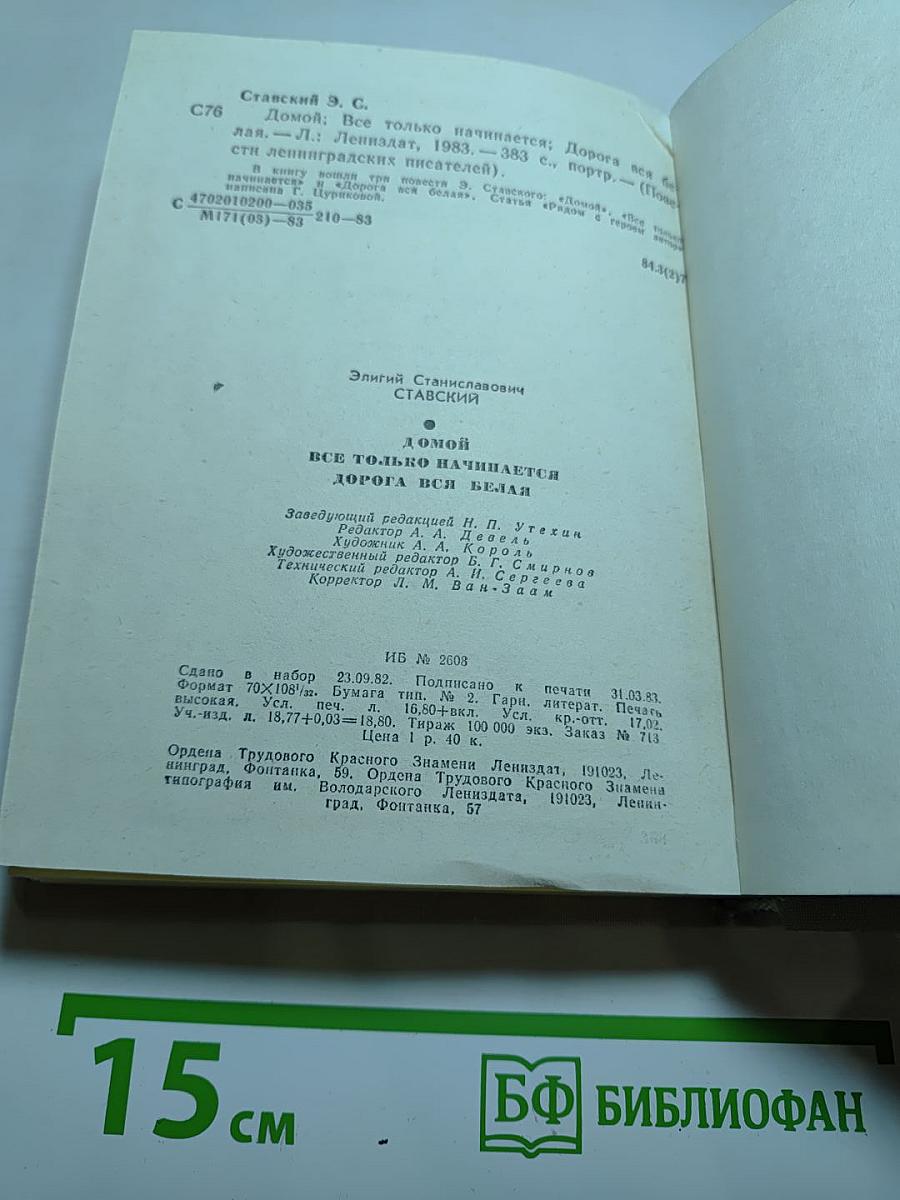 Ставский Э. С.
С76 Домой; Все только начинается; Дорога вся бе-
лая. — Л.: Лениздат, 1983. — 383 с., портр. — (Пове-
сти ленинградских писателей).
В книгу вошли три повести Э. Ставского: «Домой», «Все только
начинается» и «Дорога вся белая». Статья «Рядом с героем автор»
написана Г. Цуриковой.
С 4702010200—035
М171(03)—83 210—83
84.3(2)7
Элигий Станиславович
СТАВСКИЙ
ДОМОЙ
ВСЕ ТОЛЬКО НАЧИНАЕТСЯ
ДОРОГА ВСЯ БЕЛАЯ
Заведующий редакцией Н. П. Утехин
Редактор А. А. Девель
Художник А. А. Король
Художественный редактор Б. Г. Смирнов
Технический редактор А. И. Сергеева
Корректор Л. М. Ван-Заам
ИБ № 2608
Сдано в набор 23.09.82. Подписано к печати 31.03.83.
Формат 70×108¹/₃₂. Бумага тип. № 2. Гарн. литерат. Печать
высокая. Усл. печ. л. 16,80+вкл. Усл. кр.-отт. 17,02.
Уч.-изд. л. 18,77+0,03=18,80. Тираж 100 000 экз. Заказ № 713
Цена 1 р. 40 к.
Ордена Трудового Красного Знамени Лениздат, 191023, Ле-
нинград, Фонтанка, 59. Ордена Трудового Красного Знамени
типография им. Володарского Лениздата, 191023, Ленин-
град, Фонтанка, 57
15 см
БФ БИБЛИОФАН